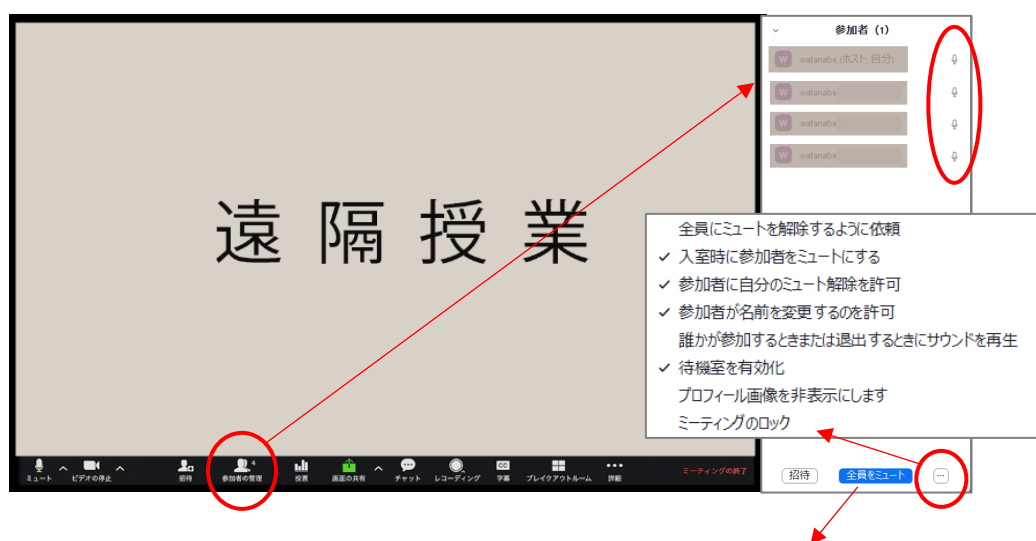 参加者 (1)
W watanabe (ホスト, 自分)
W watanabe
W watanabe
W watanabe
遠隔授業
全員にミュートを解除するように依頼
✓ 入室時に参加者をミュートにする
✓ 参加者に自分のミュート解除を許可
✓ 参加者が名前を変更するのを許可
誰かが参加するときまたは退出するときにサウンドを再生
✓ 待機室を有効化
プロフィール画像を非表示にします
ミーティングのロック
ミュート ビデオの停止 招待 参加者の管理 4 投票 画面の共有 チャット レコーディング CC 字幕 ブレイクアウトルーム 詳細 ミーティングの終了
招待 全員をミュート ...